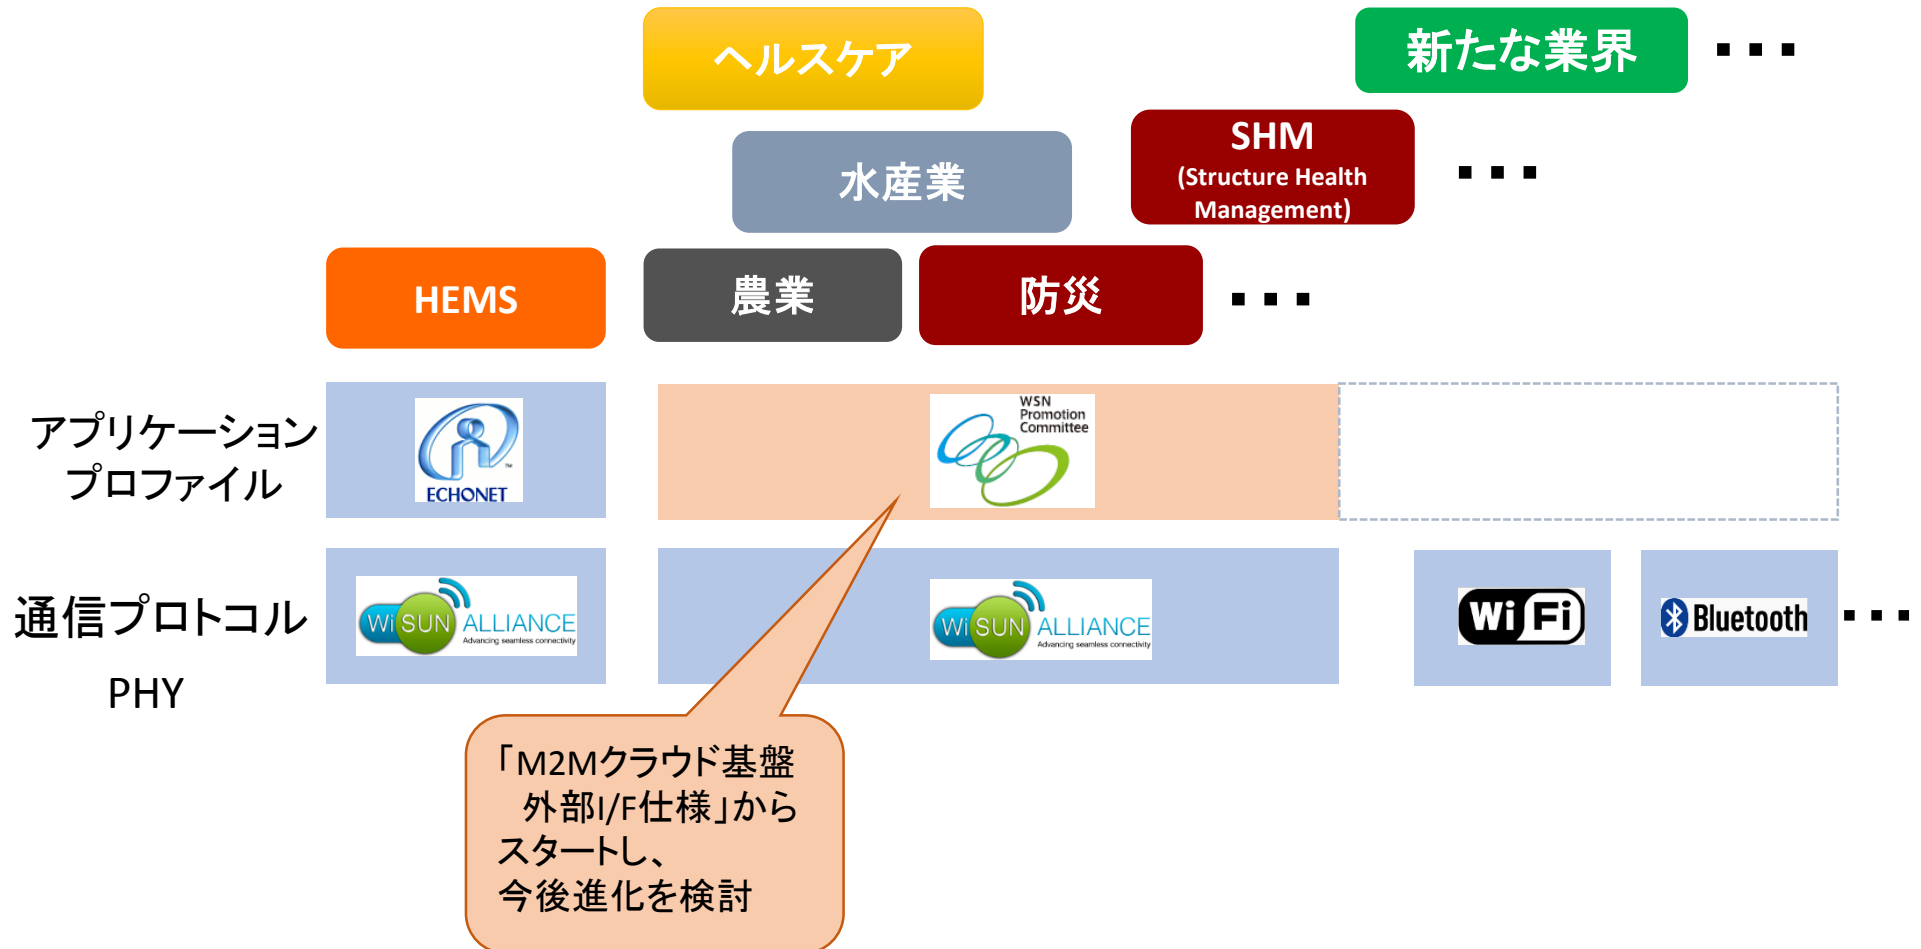 ヘルスケア
新たな業界
・・・
水産業
SHM
(Structure Health
Management)
・・・
HEMS
農業
防災
・・・
アプリケーション
プロファイル
ECHONET
TM
WSN
Promotion
Committee
通信プロトコル
PHY
Wi SUN ALLIANCE
Advancing seamless connectivity
Wi SUN ALLIANCE
Advancing seamless connectivity
Wi Fi
Bluetooth
・・・
「M2Mクラウド基盤
外部I/F仕様」から
スタートし、
今後進化を検討